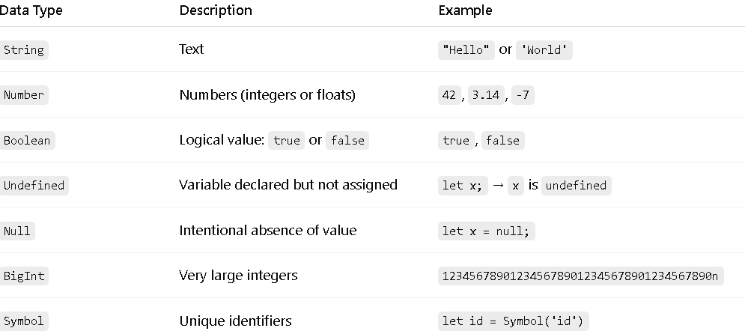 Data Type Description Example
String Text "Hello" or 'World'
Number Numbers (integers or floats) 42, 3.14, -7
Boolean Logical value: true or false true, false
Undefined Variable declared but not assigned let x; → x is undefined
Null Intentional absence of value let x = null;
BigInt Very large integers 1234567890123456789012345678901234567890n
Symbol Unique identifiers let id = Symbol('id')